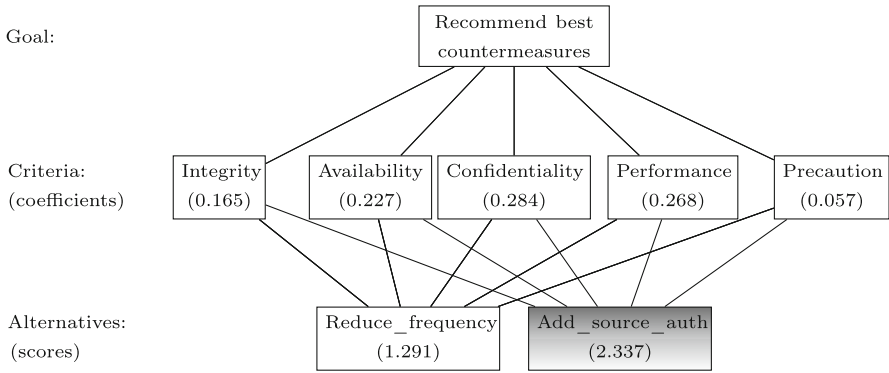 Goal:
Recommend best
countermeasures
Criteria:
(coefficients)
Integrity
(0.165)
Availability
(0.227)
Confidentiality
(0.284)
Performance
(0.268)
Precaution
(0.057)
Alternatives:
(scores)
Reduce_frequency
(1.291)
Add_source_auth
(2.337)